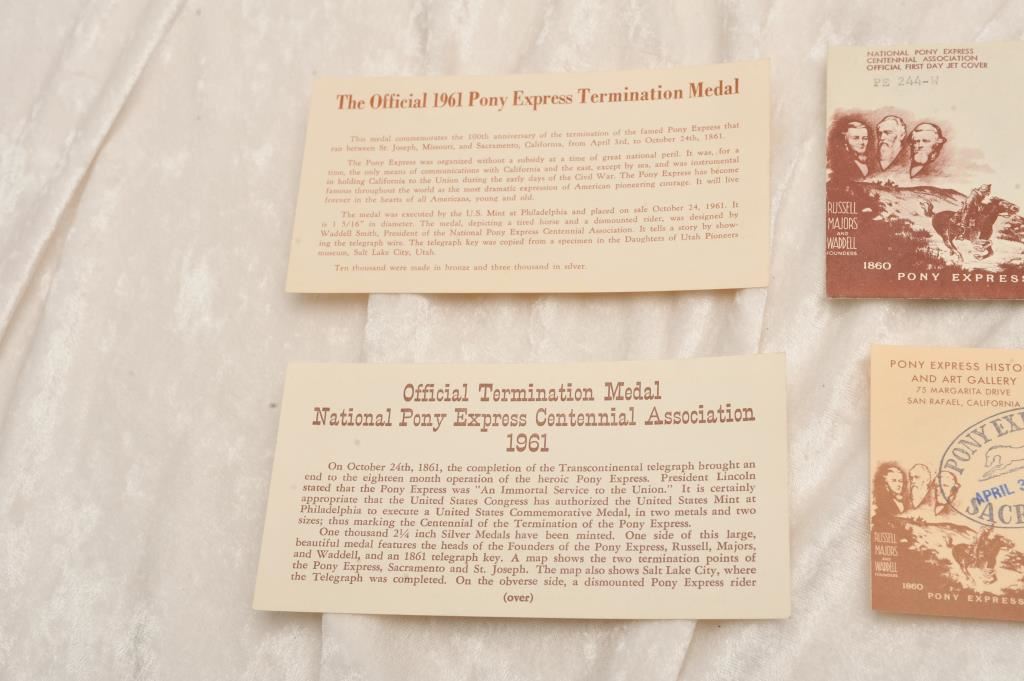 The Official 1961 Pony Express Termination Medal
This medal commemorates the 100th anniversary of the termination of the famed Pony Express that
ran between St. Joseph, Missouri, and Sacramento, California, from April 3rd, to October 24th, 1861.
The Pony Express was organized without a subsidy at a time of great national peril. It was, for a
time, the only means of communications with California and the east, except by sea, and was instrumental
in holding California to the Union during the early days of the Civil War. The Pony Express has become
famous throughout the world as the most dramatic expression of American pioneering courage. It will live
forever in the hearts of all Americans, young and old.
The medal was executed by the U.S. Mint at Philadelphia and placed on sale October 24, 1961. It
is 1 5/16" in diameter. The medal, depicting a tired horse and a dismounted rider, was designed by
Waddell Smith, President of the National Pony Express Centennial Association. It tells a story by show-
ing the telegraph wire. The telegraph key was copied from a specimen in the Daughters of Utah Pioneers
museum, Salt Lake City, Utah.
Ten thousand were made in bronze and three thousand in silver.
Official Termination Medal
National Pony Express Centennial Association
1961
On October 24th, 1861, the completion of the Transcontinental telegraph brought an
end to the eighteen month operation of the heroic Pony Express. President Lincoln
stated that the Pony Express was "An Immortal Service to the Union." It is certainly
appropriate that the United States Congress has authorized the United States Mint at
Philadelphia to execute a United States Commemorative Medal, in two metals and two
sizes; thus marking the Centennial of the Termination of the Pony Express.
One thousand 2¼ inch Silver Medals have been minted. One side of this large,
beautiful medal features the heads of the Founders of the Pony Express, Russell, Majors,
and Waddell, and an 1861 telegraph key. A map shows the two termination points of
the Pony Express, Sacramento and St. Joseph. The map also shows Salt Lake City, where
the Telegraph was completed. On the obverse side, a dismounted Pony Express rider
(over)
NATIONAL PONY EXPRESS
CENTENNIAL ASSOCIATION
OFFICIAL FIRST DAY JET COVER
PE 244-W
RUSSELL
MAJORS
AND
WADDELL
FOUNDERS
1860
PONY EXPRESS
PONY EXPRESS HISTOR
AND ART GALLERY
75 MARGARITA DRIVE
SAN RAFAEL, CALIFORNIA
PONY EX
APRIL 3
SAC
RUSSELL
MAJORS
AND
WADDELL
FOUNDERS
1860
PONY EXPRESS